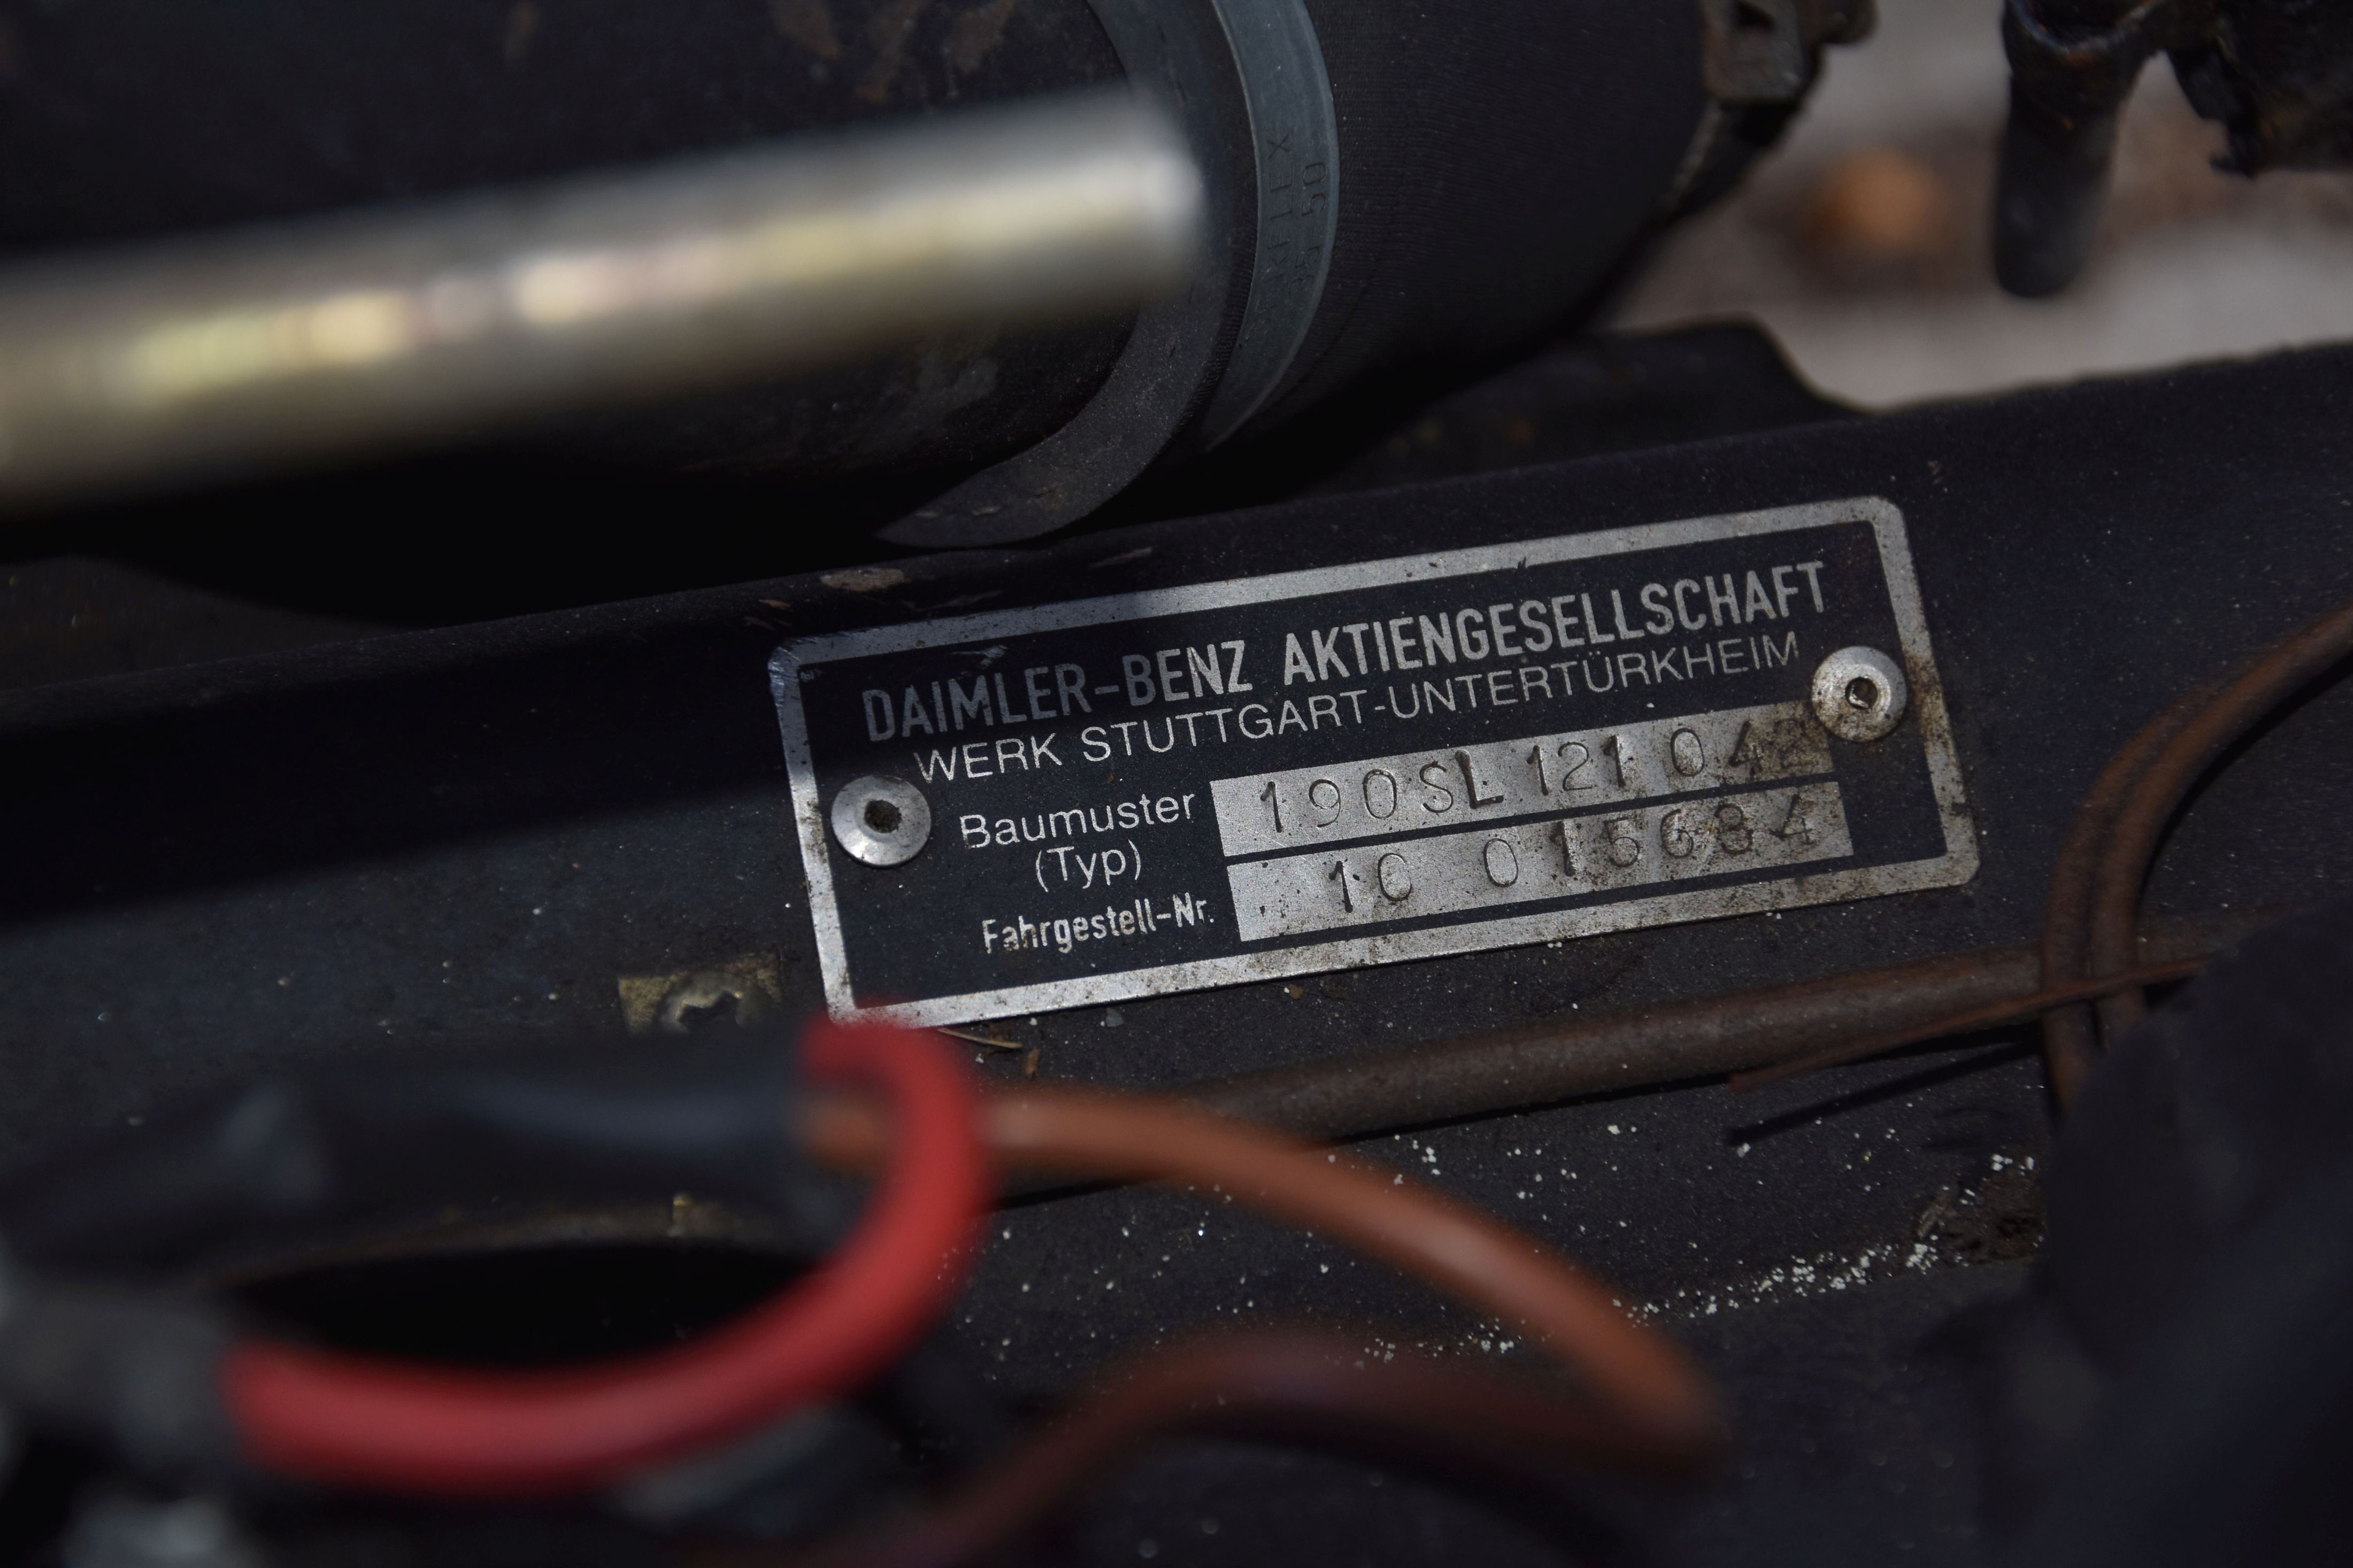 DAIMLER-BENZ AKTIENGESELLSCHAFT
WERK STUTTGART-UNTERTÜRKHEIM
Baumuster 190SL 121 042
(Typ)
Fahrgestell-Nr. 10 015684